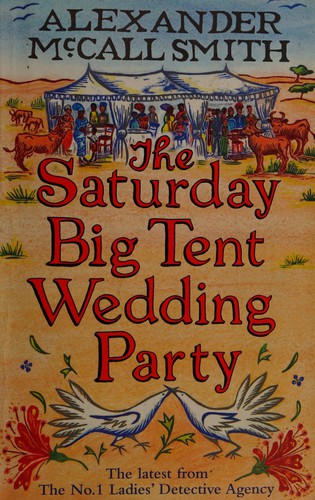 ALEXANDER
McCALL SMITH
The
Saturday
Big Tent
Wedding
Party
The latest from
The No.1 Ladies' Detective Agency